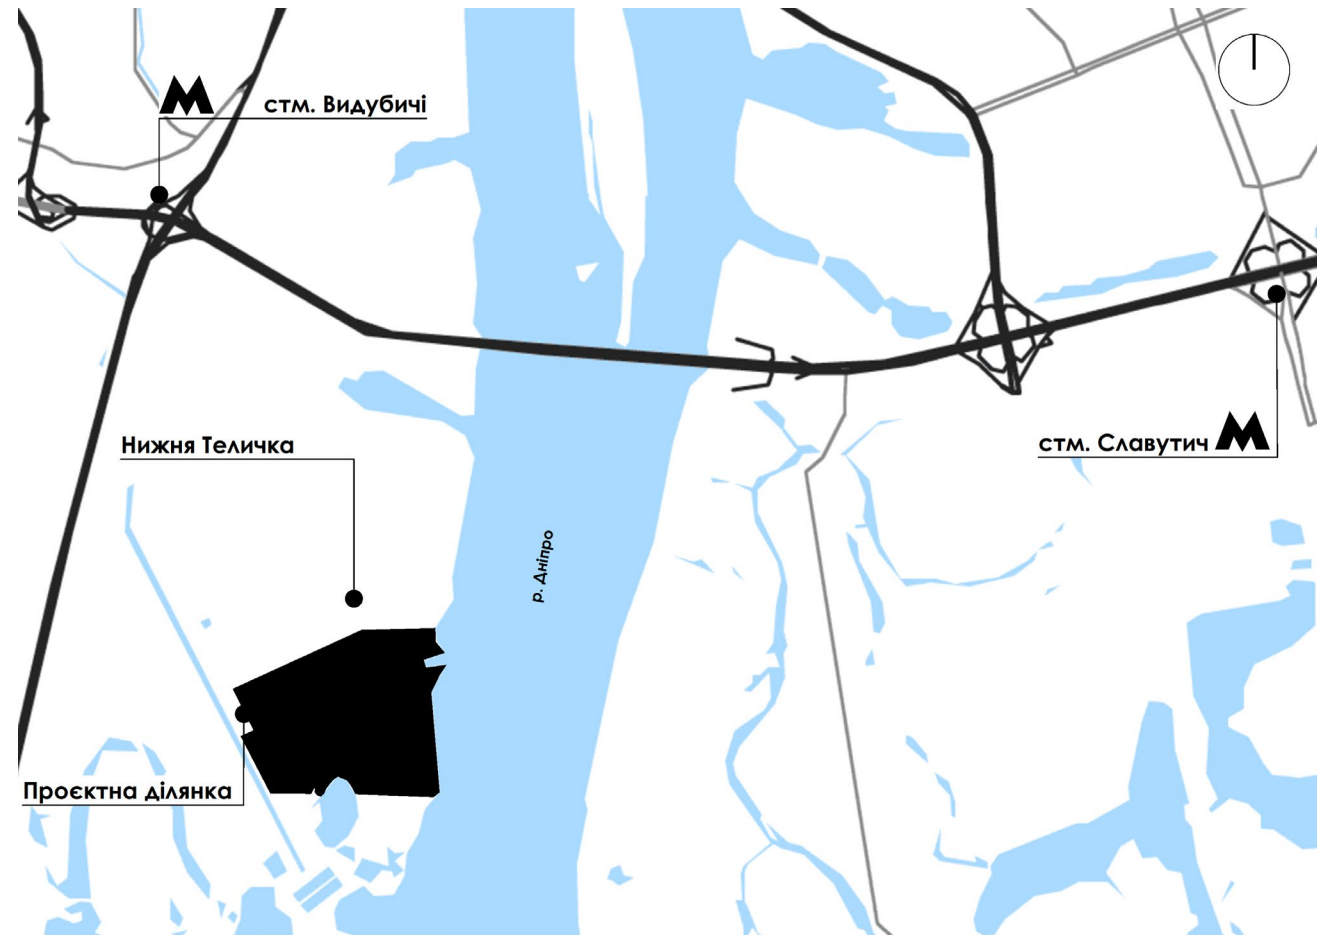 стм. Видубичі
Нижня Теличка
стм. Славутич
р. Дніпро
Проєктна ділянка